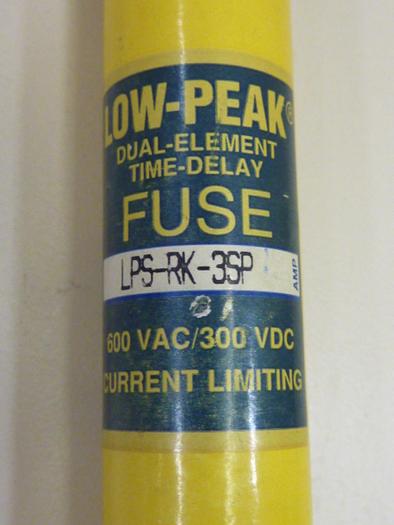 LOW-PEAK®
DUAL-ELEMENT
TIME-DELAY
FUSE
LPS-RK-3SP
AMP
600 VAC/300 VDC
CURRENT LIMITING